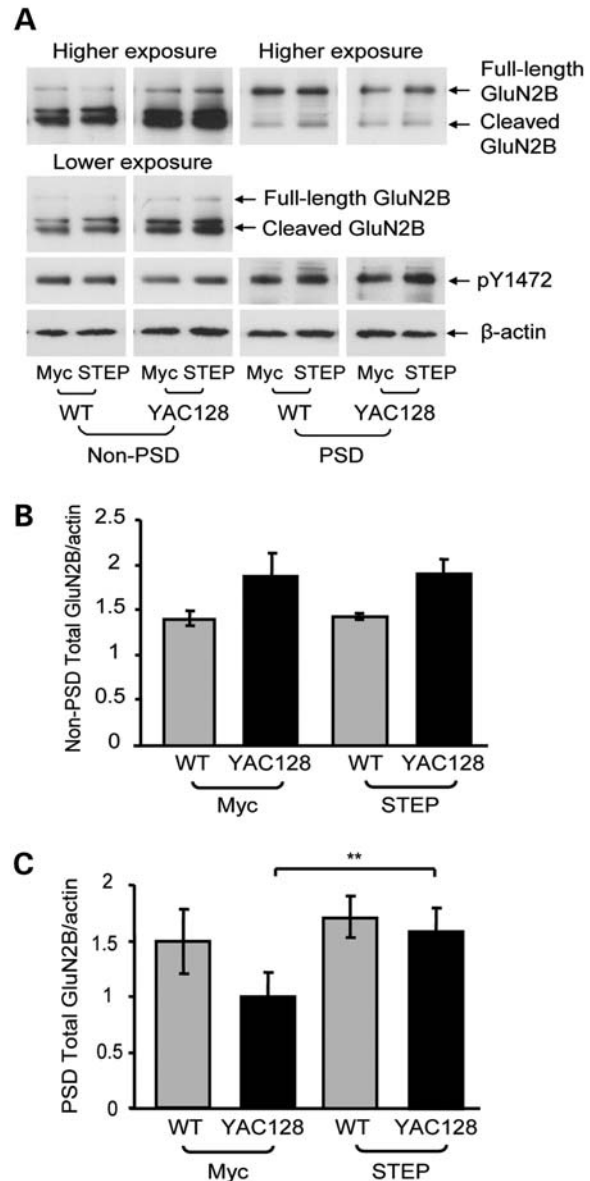 A
Higher exposure Higher exposure
Full-length
GluN2B
Cleaved
GluN2B
Lower exposure
Full-length GluN2B
Cleaved GluN2B
pY1472
β-actin
Myc STEP Myc STEP Myc STEP Myc STEP
WT YAC128 WT YAC128
Non-PSD PSD
B
Non-PSD Total GluN2B/actin
2.5
2
1.5
1
0.5
0
WT YAC128 WT YAC128
Myc STEP
C
**
PSD Total GluN2B/actin
2
1.5
1
0.5
0
WT YAC128 WT YAC128
Myc STEP